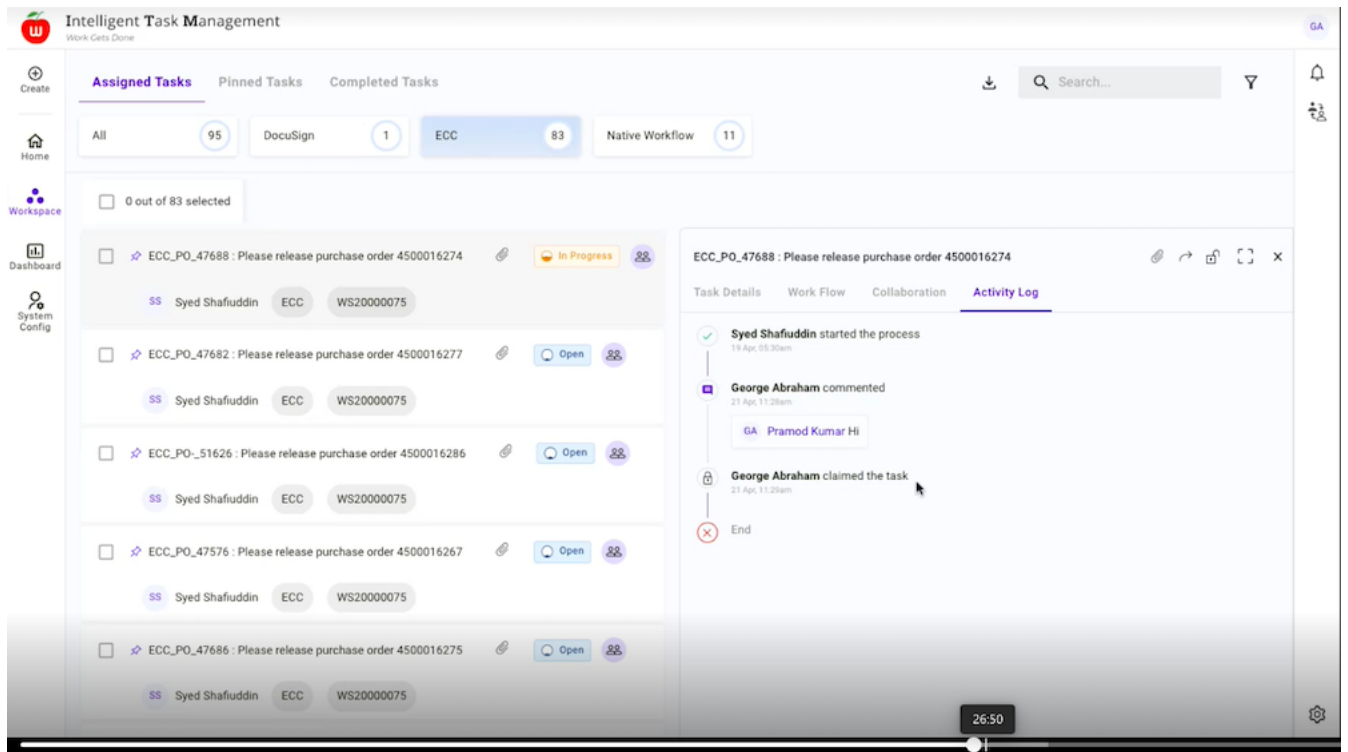 w
Intelligent Task Management
Work Gets Done
GA
Create
Home
Workspace
Dashboard
System
Config
Assigned Tasks Pinned Tasks Completed Tasks
Search...
All 95 DocuSign 1 ECC 83 Native Workflow 11
0 out of 83 selected
ECC_PO_47688 : Please release purchase order 4500016274 In Progress
SS Syed Shafiuddin ECC WS20000075
ECC_PO_47682 : Please release purchase order 4500016277 Open
SS Syed Shafiuddin ECC WS20000075
ECC_PO-_51626 : Please release purchase order 4500016286 Open
SS Syed Shafiuddin ECC WS20000075
ECC_PO_47576 : Please release purchase order 4500016267 Open
SS Syed Shafiuddin ECC WS20000075
ECC_PO_47686 : Please release purchase order 4500016275 Open
SS Syed Shafiuddin ECC WS20000075
ECC_PO_47688 : Please release purchase order 4500016274
Task Details Work Flow Collaboration Activity Log
Syed Shafiuddin started the process
19 Apr, 05:30am
George Abraham commented
21 Apr, 11:28am
GA Pramod Kumar Hi
George Abraham claimed the task
21 Apr, 11:29am
End
26:50